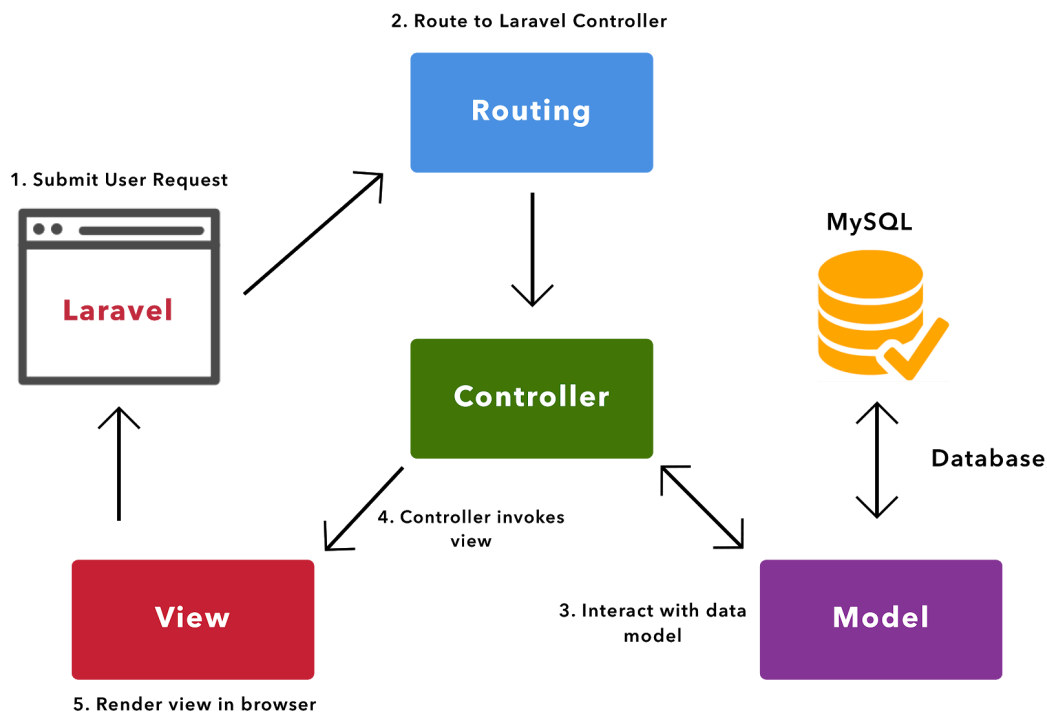 2. Route to Laravel Controller
Routing
1. Submit User Request
Laravel
MySQL
Controller
Database
4. Controller invokes
view
3. Interact with data
model
View
Model
5. Render view in browser